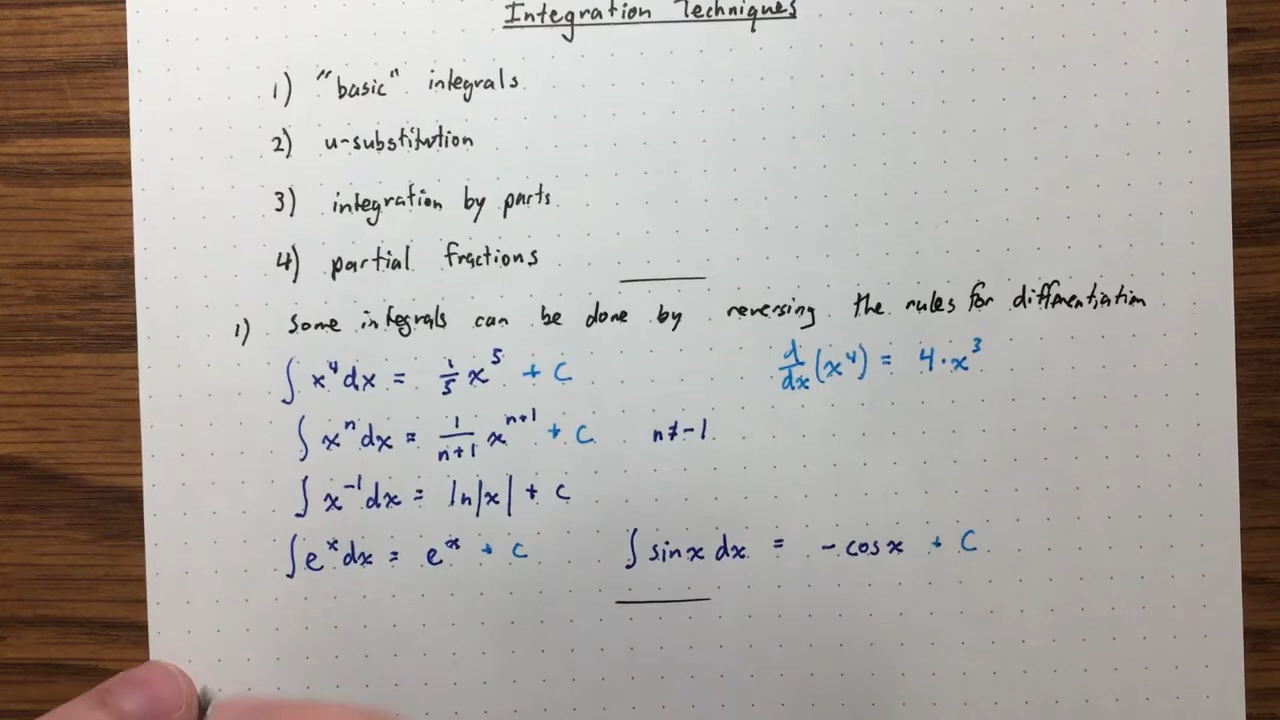 Integration Techniques
1) "basic" integrals
2) u-substitution
3) integration by parts
4) partial fractions
1) Some integrals can be done by reversing the rules for differentiation
∫ x⁴ dx = 1/5 x⁵ + C d/dx (x⁴) = 4·x³
∫ xⁿ dx = 1/(n+1) xⁿ⁺¹ + C n≠-1
∫ x⁻¹ dx = ln|x| + C
∫ eˣ dx = eˣ + C ∫ sinx dx = -cosx + C